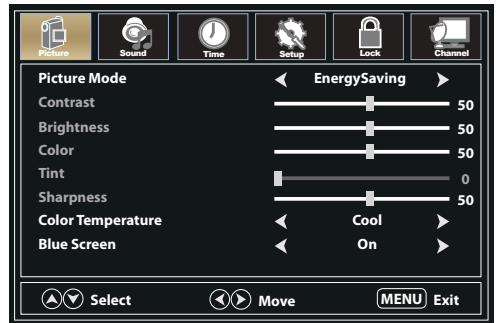 Picture Sound Time Setup Lock Channel
Picture Mode EnergySaving
Contrast 50
Brightness 50
Color 50
Tint 0
Sharpness 50
Color Temperature Cool
Blue Screen On
Select Move MENU Exit